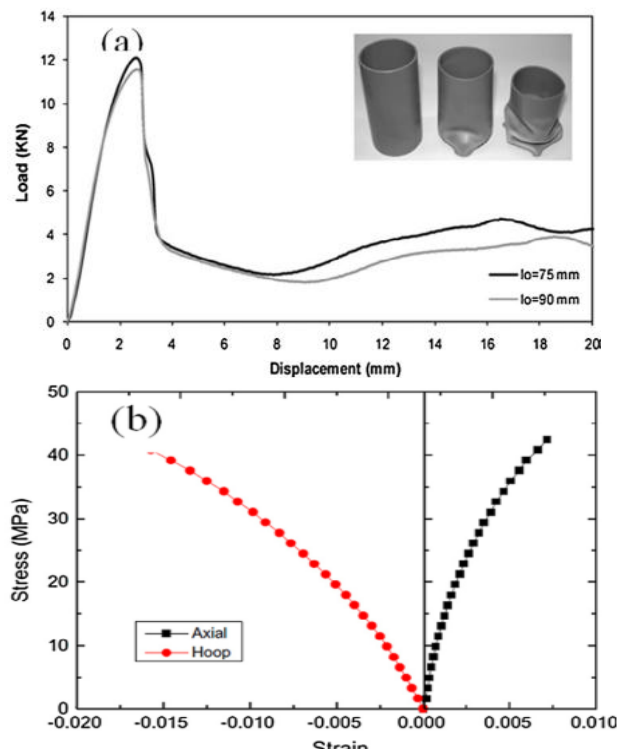 (a)
14
12
10
8
6
4
2
0
Load (KN)
lo=75 mm
lo=90 mm
0 2 4 6 8 10 12 14 16 18 20
Displacement (mm)
(b)
50
40
30
20
10
0
Stress (MPa)
Axial
Hoop
-0.020 -0.015 -0.010 -0.005 0.000 0.005 0.010
Strain